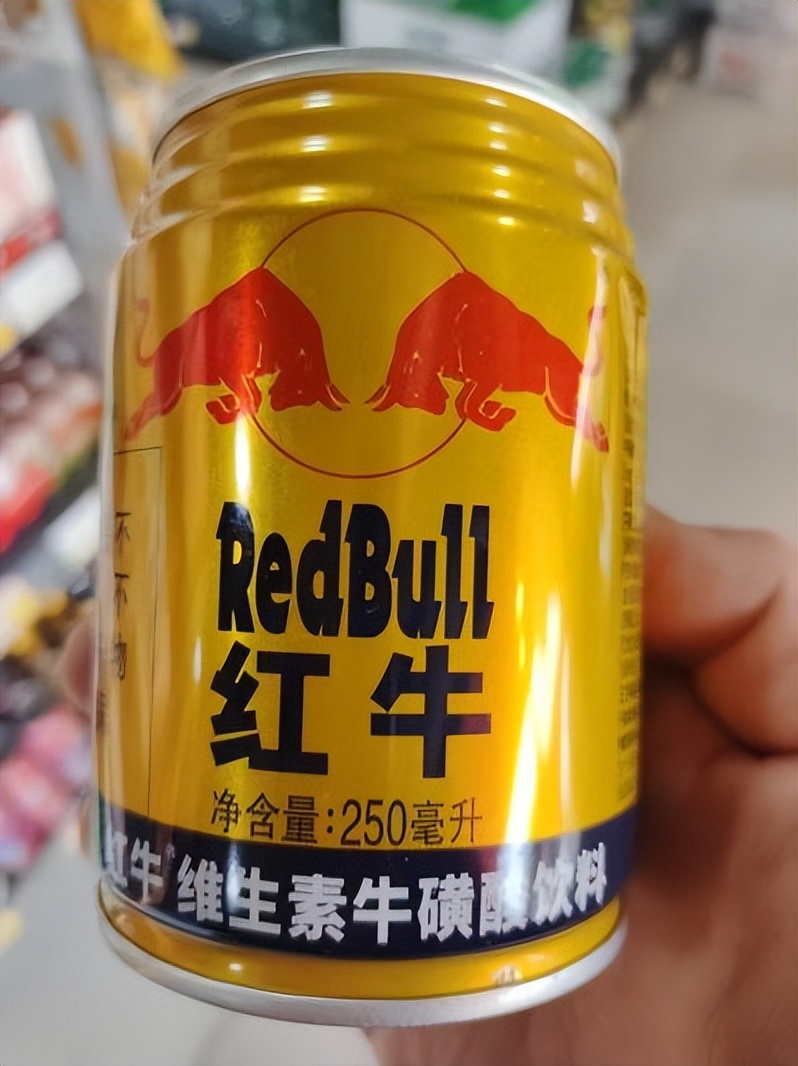 RedBull
红牛
净含量:250毫升
红牛 维生素牛磺酸饮料